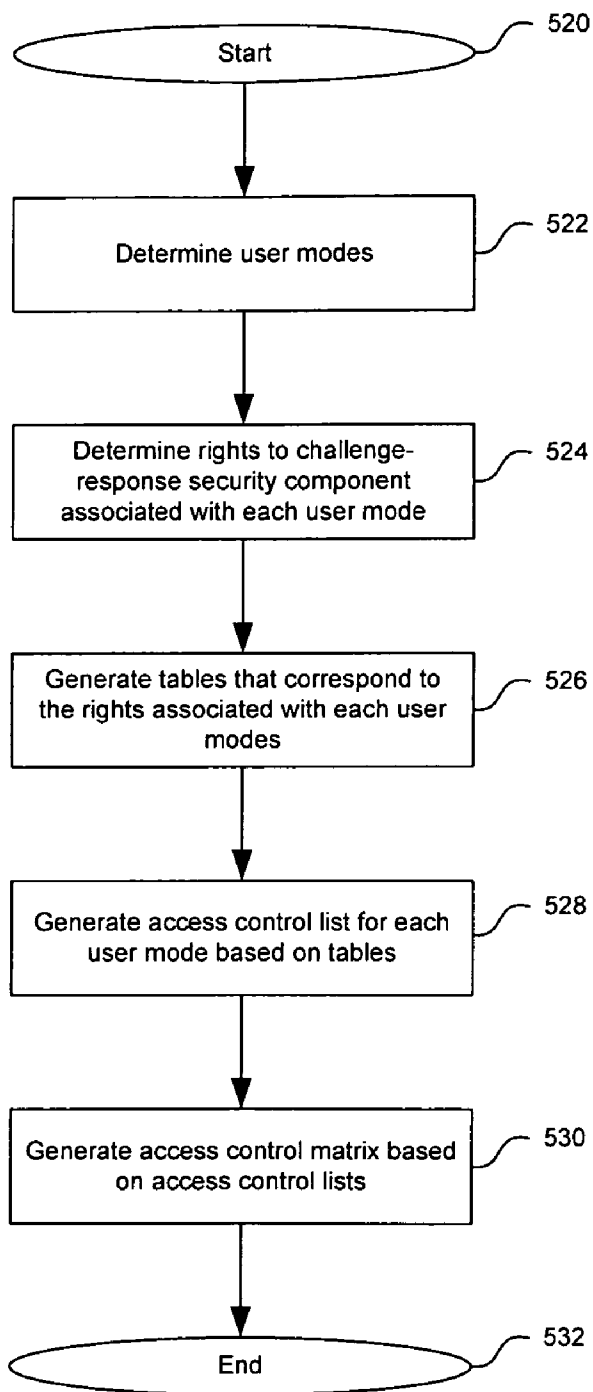 Start
520
Determine user modes
522
Determine rights to challenge-
response security component
associated with each user mode
524
Generate tables that correspond to
the rights associated with each user
modes
526
Generate access control list for each
user mode based on tables
528
Generate access control matrix based
on access control lists
530
End
532